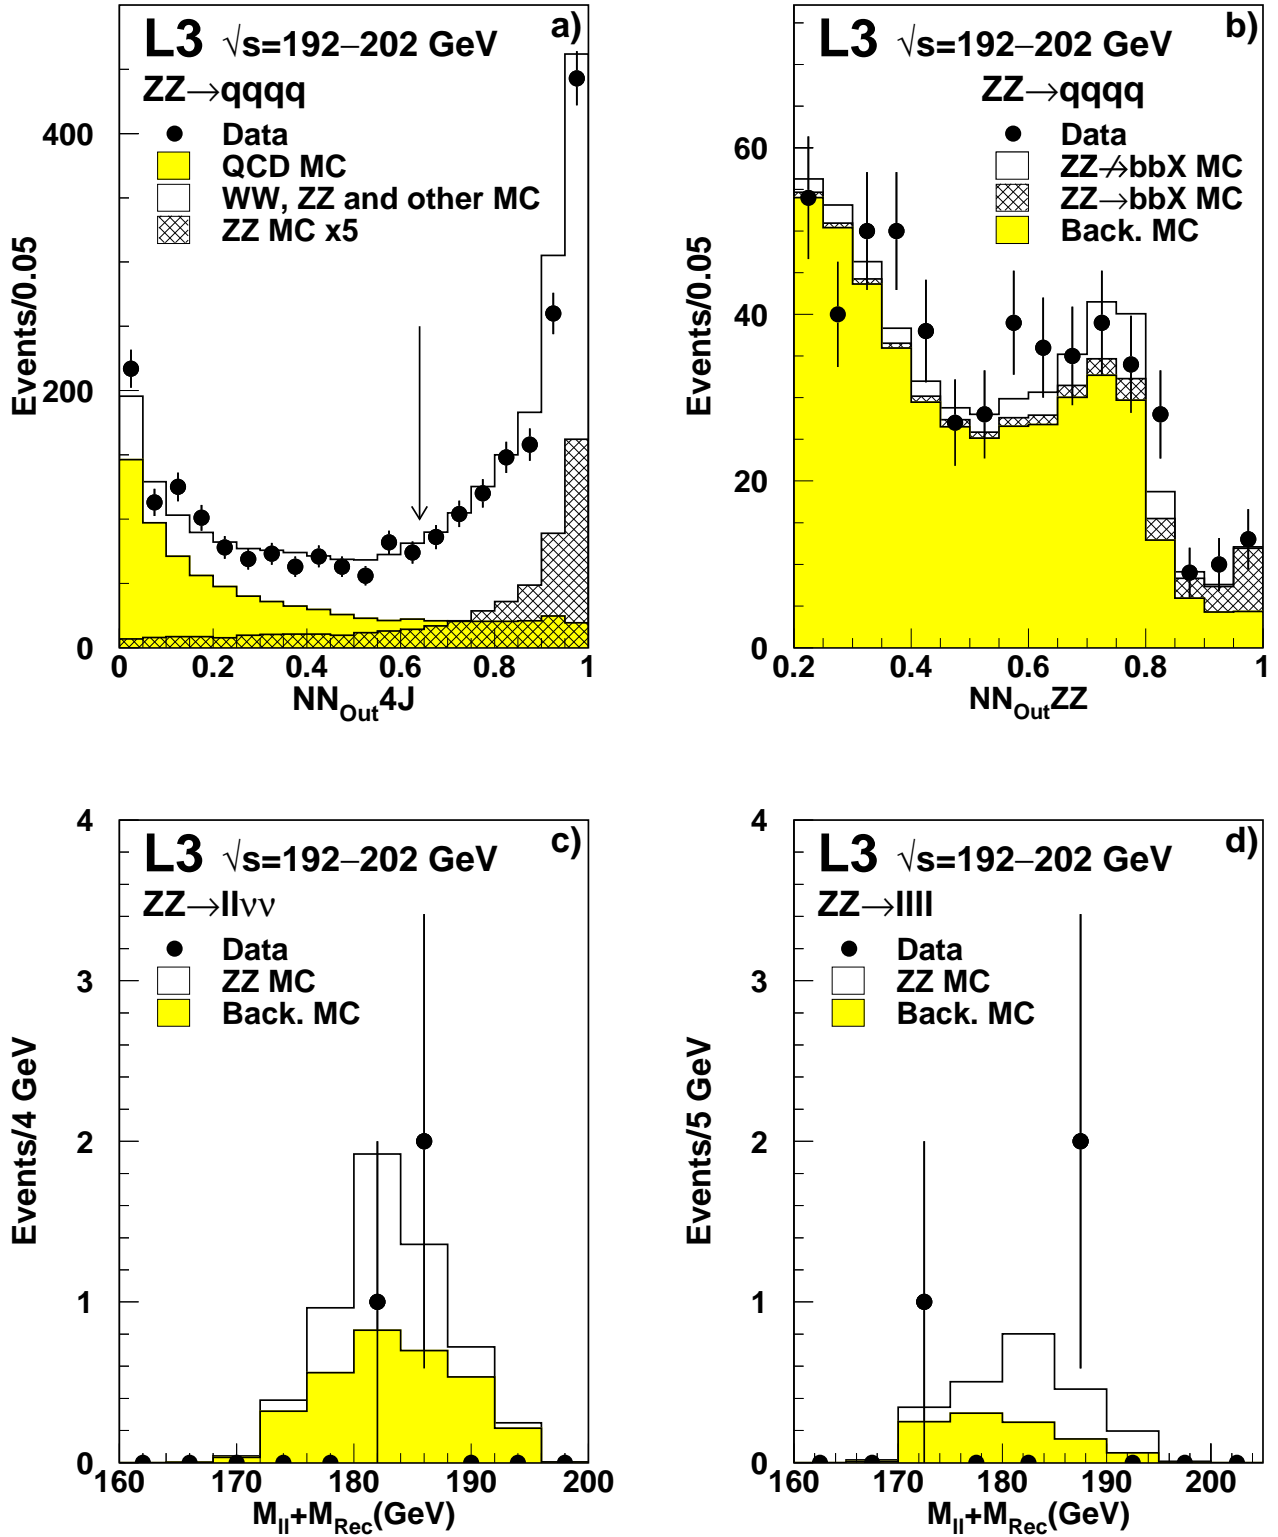 L3 √s=192–202 GeV a)
ZZ→qqqq
Data
QCD MC
WW, ZZ and other MC
ZZ MC x5
Events/0.05
400
200
0
0 0.2 0.4 0.6 0.8 1
NN_Out4J
L3 √s=192–202 GeV b)
ZZ→qqqq
Data
ZZ↛bbX MC
ZZ→bbX MC
Back. MC
Events/0.05
60
40
20
0
0.2 0.4 0.6 0.8 1
NN_OutZZ
L3 √s=192–202 GeV c)
ZZ→llνν
Data
ZZ MC
Back. MC
Events/4 GeV
4
3
2
1
0
160 170 180 190 200
M_ll+M_Rec(GeV)
L3 √s=192–202 GeV d)
ZZ→llll
Data
ZZ MC
Back. MC
Events/5 GeV
4
3
2
1
0
160 170 180 190 200
M_ll+M_Rec(GeV)